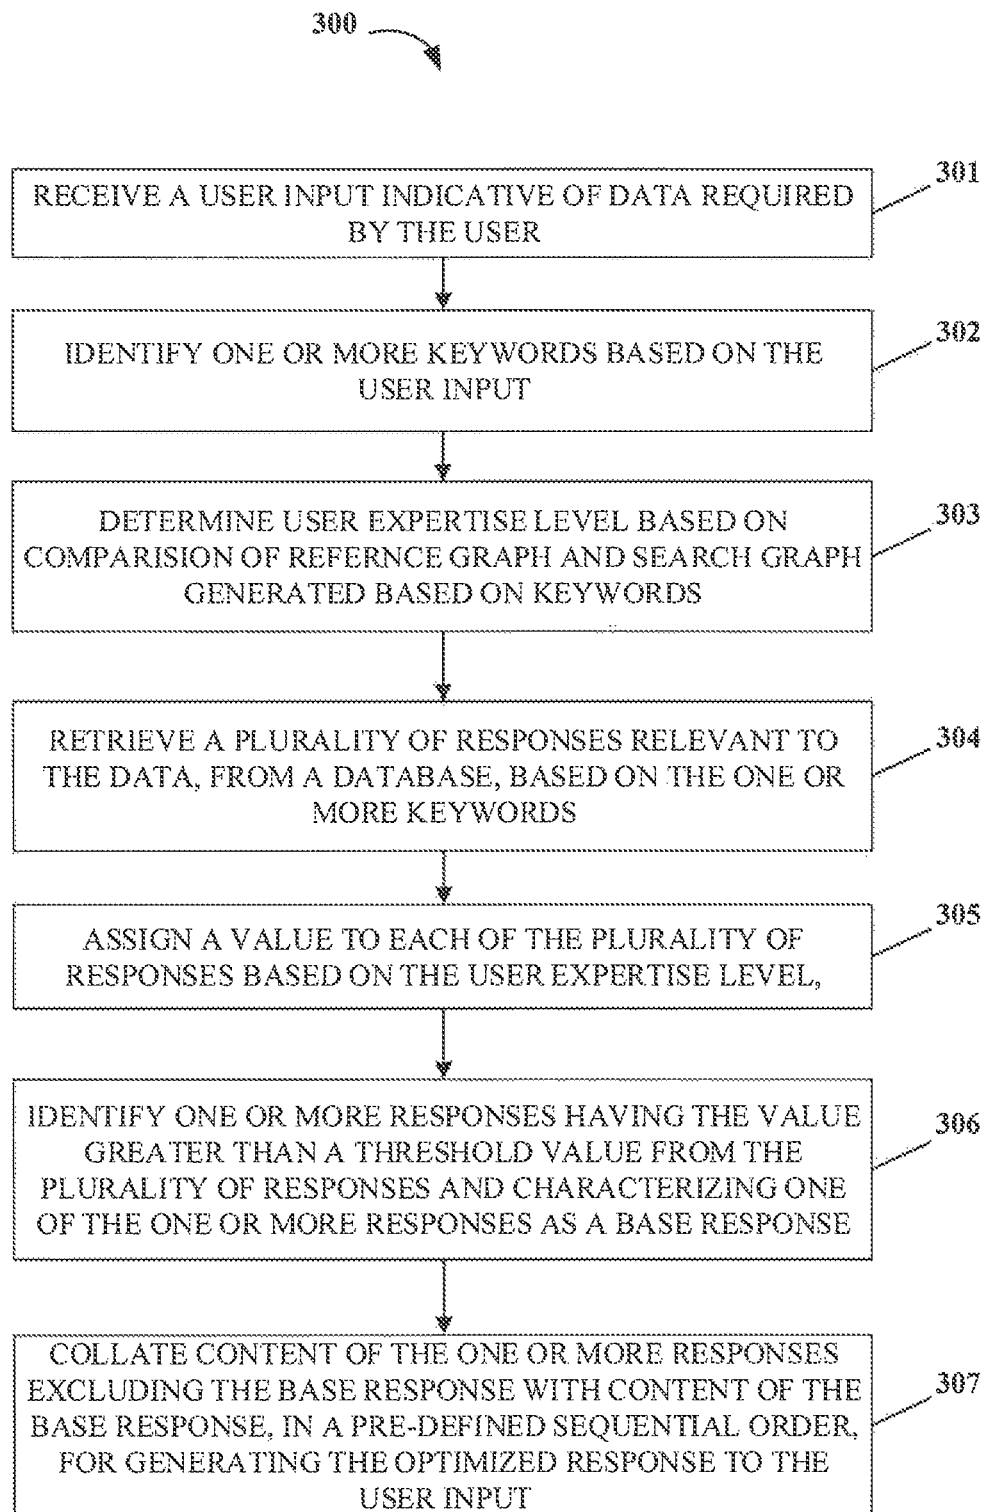 300
301
RECEIVE A USER INPUT INDICATIVE OF DATA REQUIRED
BY THE USER
302
IDENTIFY ONE OR MORE KEYWORDS BASED ON THE
USER INPUT
303
DETERMINE USER EXPERTISE LEVEL BASED ON
COMPARISION OF REFERNCE GRAPH AND SEARCH GRAPH
GENERATED BASED ON KEYWORDS
304
RETRIEVE A PLURALITY OF RESPONSES RELEVANT TO
THE DATA, FROM A DATABASE, BASED ON THE ONE OR
MORE KEYWORDS
305
ASSIGN A VALUE TO EACH OF THE PLURALITY OF
RESPONSES BASED ON THE USER EXPERTISE LEVEL,
306
IDENTIFY ONE OR MORE RESPONSES HAVING THE VALUE
GREATER THAN A THRESHOLD VALUE FROM THE
PLURALITY OF RESPONSES AND CHARACTERIZING ONE
OF THE ONE OR MORE RESPONSES AS A BASE RESPONSE
307
COLLATE CONTENT OF THE ONE OR MORE RESPONSES
EXCLUDING THE BASE RESPONSE WITH CONTENT OF THE
BASE RESPONSE, IN A PRE-DEFINED SEQUENTIAL ORDER,
FOR GENERATING THE OPTIMIZED RESPONSE TO THE
USER INPUT